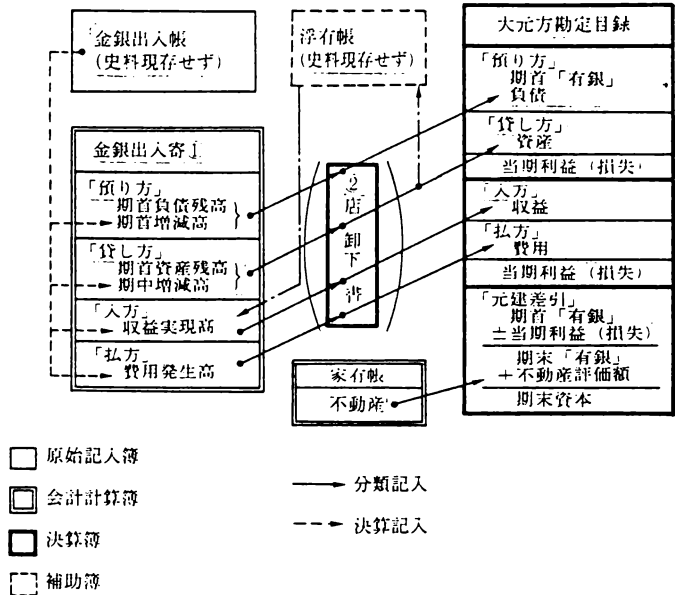 金銀出入帳
(史料現存せず)
浮有帳
(史料現存せず)
大元方勘定目録
「預り方」
期首「有銀」
負債
「貸し方」
資産
当期利益(損失)
「入方」
収益
「払方」
費用
当期利益(損失)
「元建差引」
期首「有銀」
±当期利益(損失)
期末「有銀」
+不動産評価額
期末資本
金銀出入寄
「預り方」
期首負債残高
期首増減高
「貸し方」
期首資産残高
期中増減高
「入方」
収益実現高
「払方」
費用発生高
店卸下書
家有帳
不動産
原始記入簿
会計計算簿
決算簿
補助簿
分類記入
決算記入